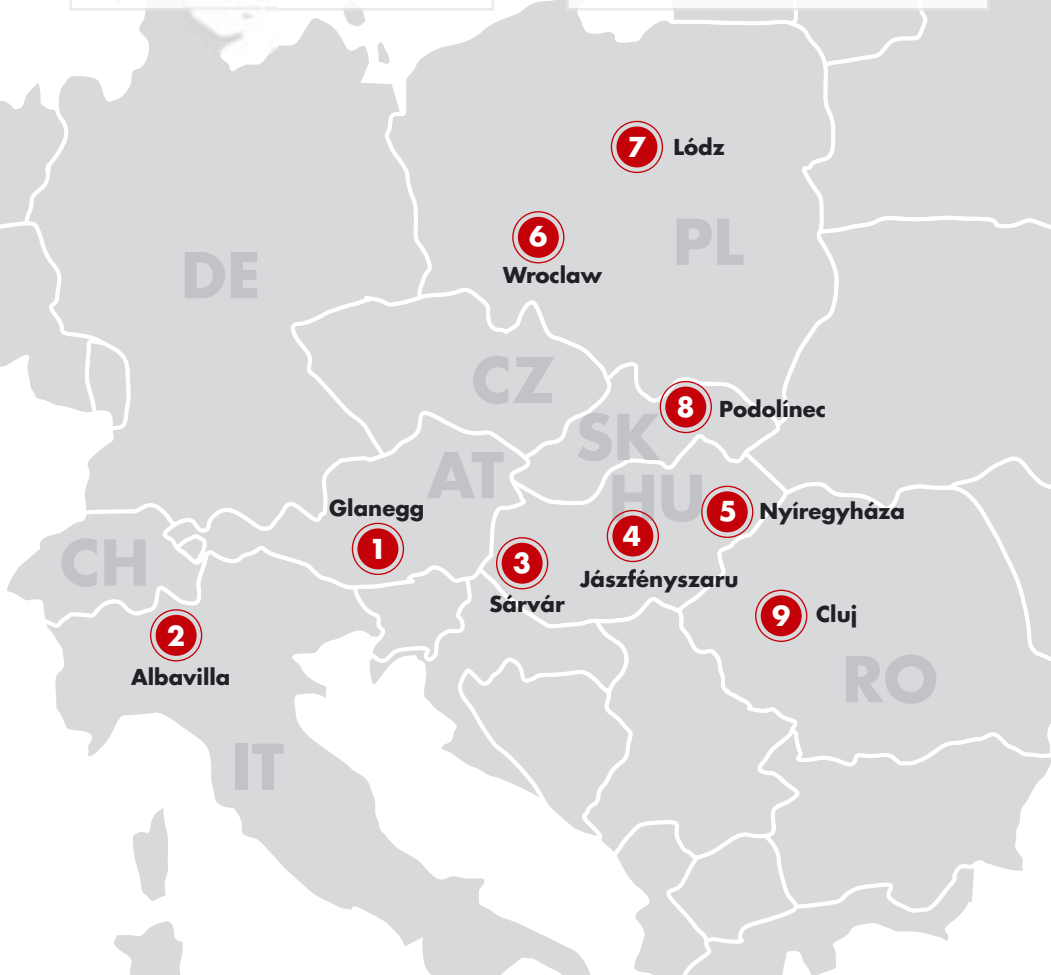 7 Lódz
6
PL
DE
Wroclaw
CZ
8 Podolínec
SK
AT
HU
Glanegg
5 Nyíregyháza
4
1
CH
3
Jászfényszaru
Sárvár
9 Cluj
2
Albavilla
RO
IT